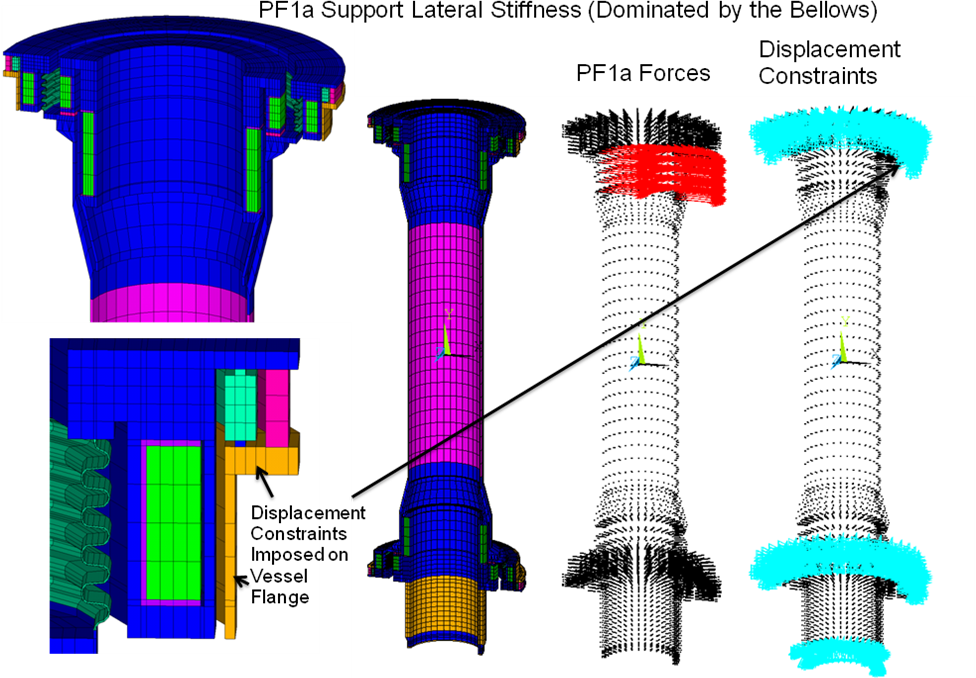 PF1a Support Lateral Stiffness (Dominated by the Bellows)
PF1a Forces
Displacement
Constraints
Displacement
Constraints
Imposed on
Vessel
Flange
Y
Z
Y
Z
Y
Z